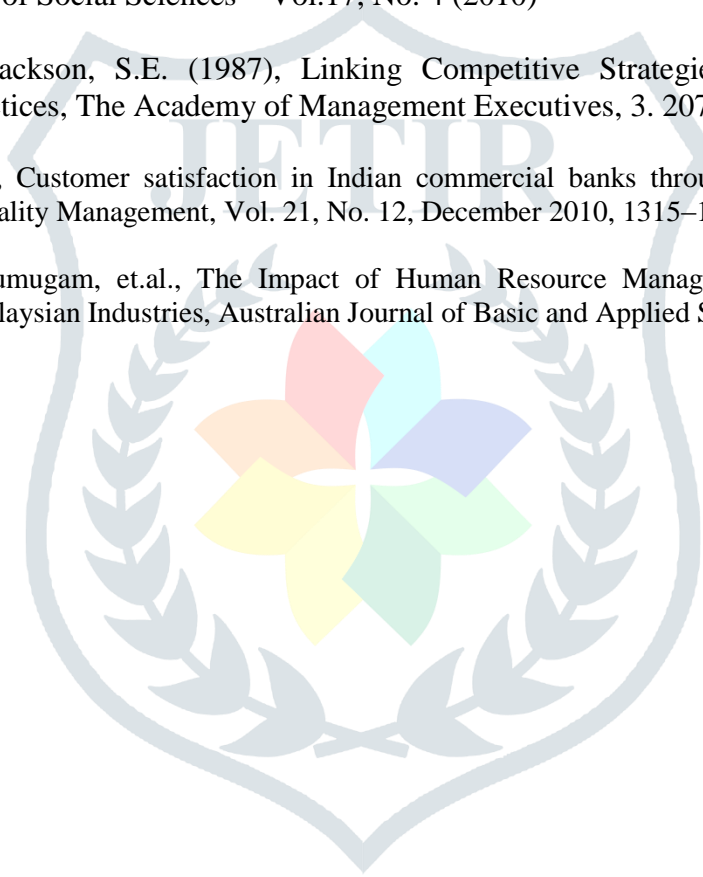 of Social Sciences – Vol.17, No. 4 (2010)
ackson, S.E. (1987), Linking Competitive Strategie
tices, The Academy of Management Executives, 3. 207
, Customer satisfaction in Indian commercial banks throu
ality Management, Vol. 21, No. 12, December 2010, 1315–1
umugam, et.al., The Impact of Human Resource Manag
laysian Industries, Australian Journal of Basic and Applied S
JETIR